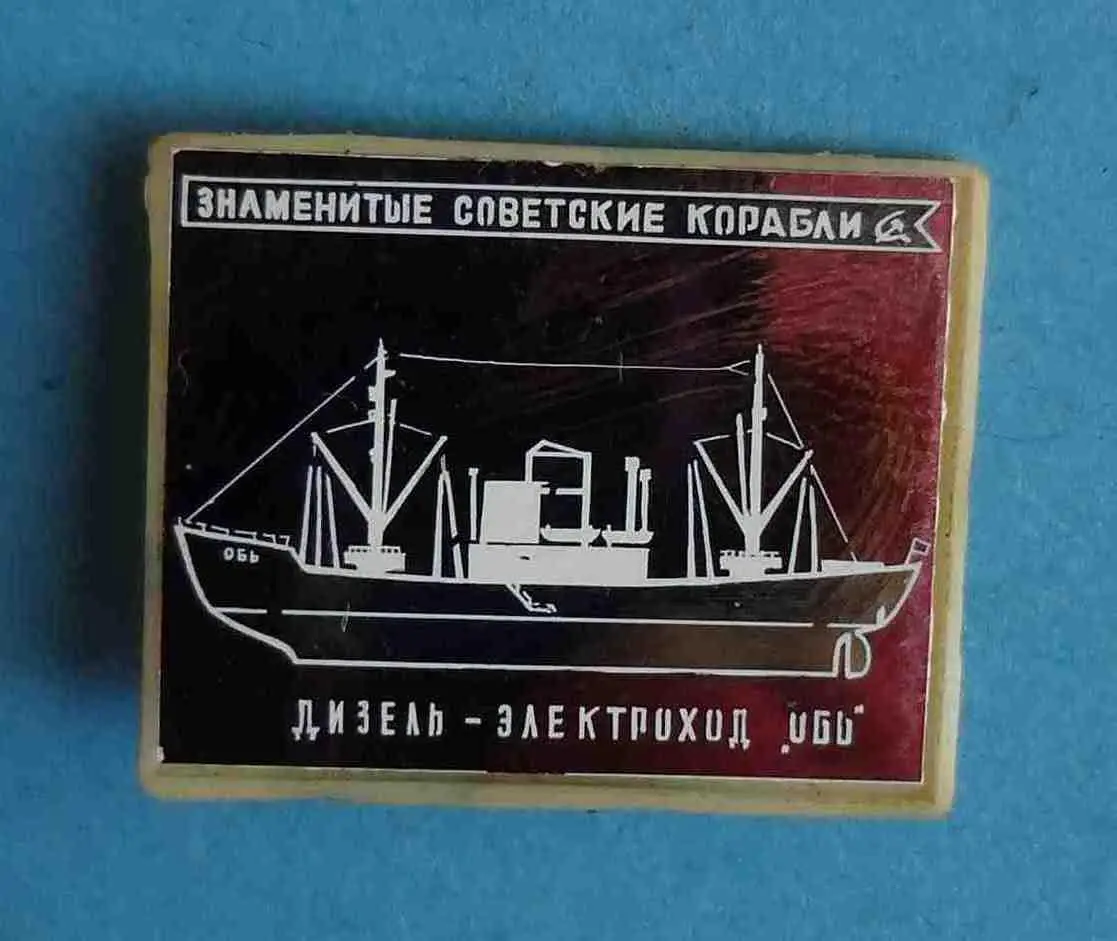 ЗНАМЕНИТЫЕ СОВЕТСКИЕ КОРАБЛИ
ОБЬ
ДИЗЕЛЬ - ЭЛЕКТРОХОД „ОБЬ"